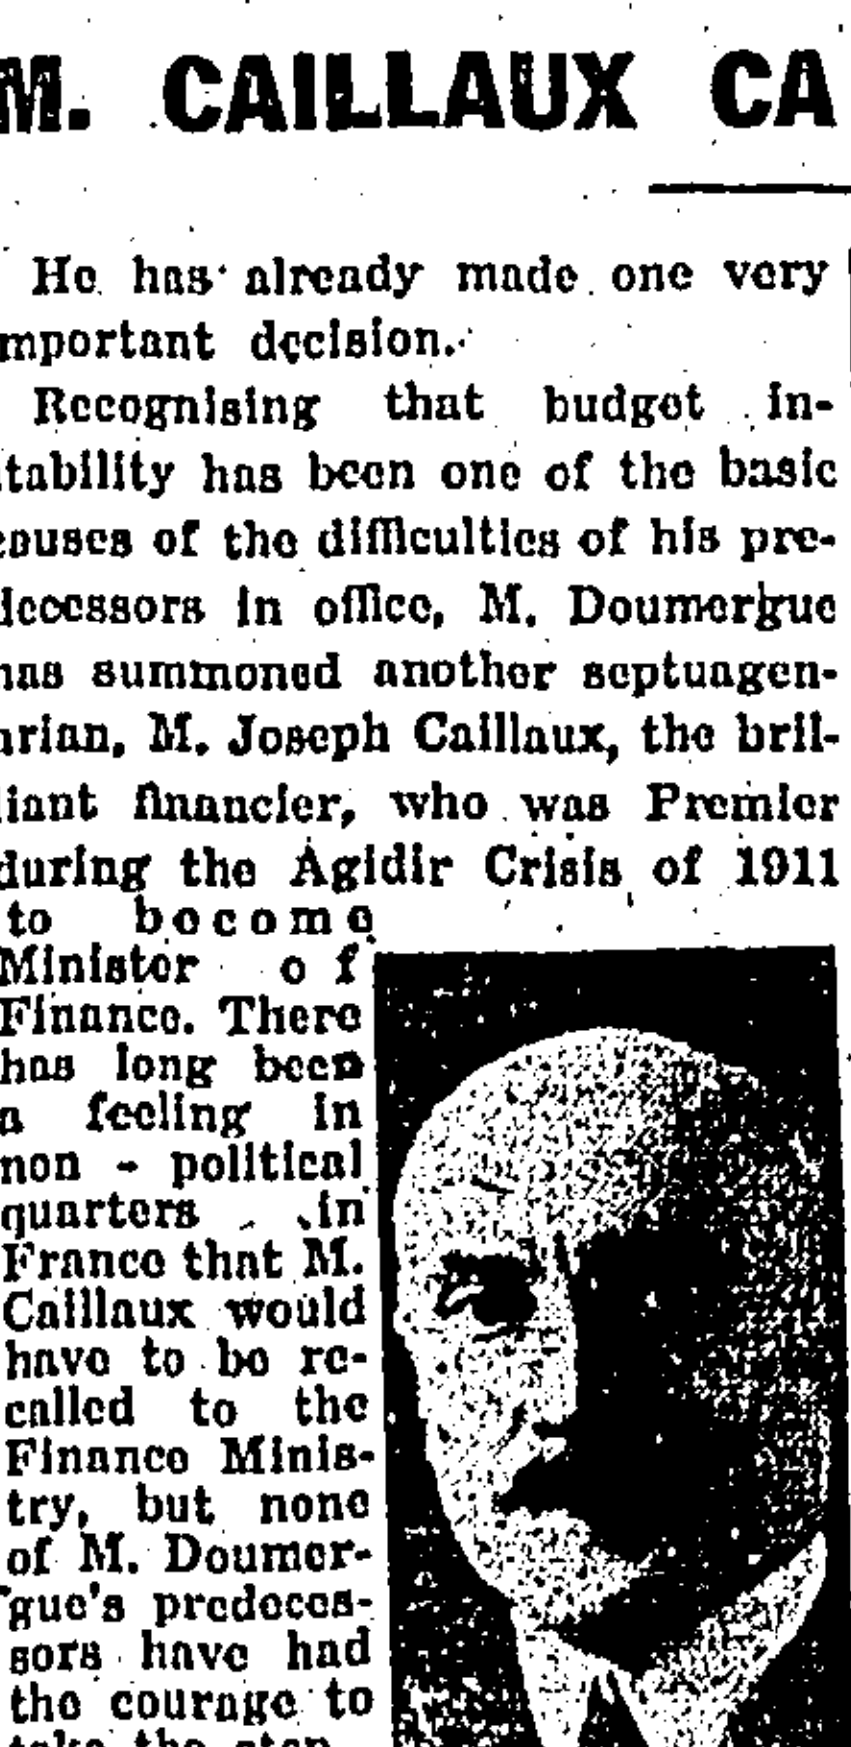 M. CAILLAUX CA
He has already made one very
mportant decision.
Recognising that budget in-
tability has been one of the basic
causes of the difficulties of his pre-
decessors in office, M. Doumergue
has summoned another septuagen-
arian, M. Joseph Caillaux, the bril-
liant financier, who was Premier
during the Agidir Crisis of 1911
to become
Minister of
Finance. There
has long been
a feeling in
non - political
quarters in
France that M.
Caillaux would
have to be re-
called to the
Finance Minis-
try, but none
of M. Doumer-
gue's predeces-
sors have had
the courage to
take the step